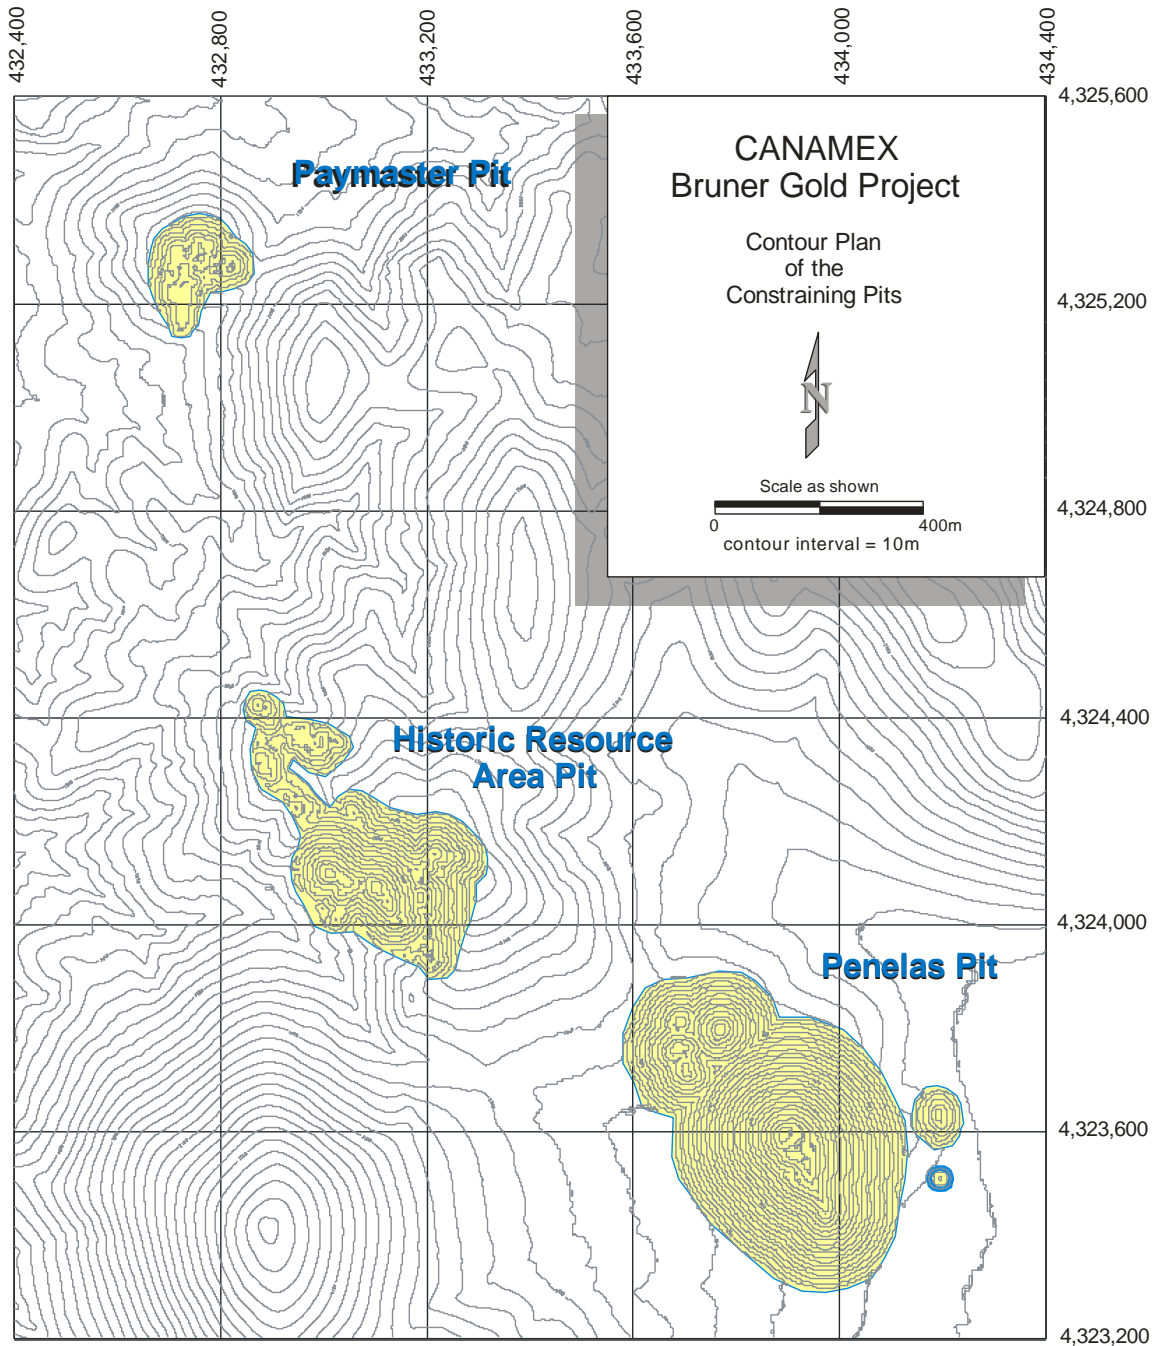 432,400
432,800
433,200
433,600
434,000
434,400
4,325,600
CANAMEX
Bruner Gold Project
Paymaster Pit
Contour Plan
of the
Constraining Pits
4,325,200
N
Scale as shown
0 400m
contour interval = 10m
4,324,800
4,324,400
Historic Resource
Area Pit
4,324,000
Penelas Pit
4,323,600
4,323,200